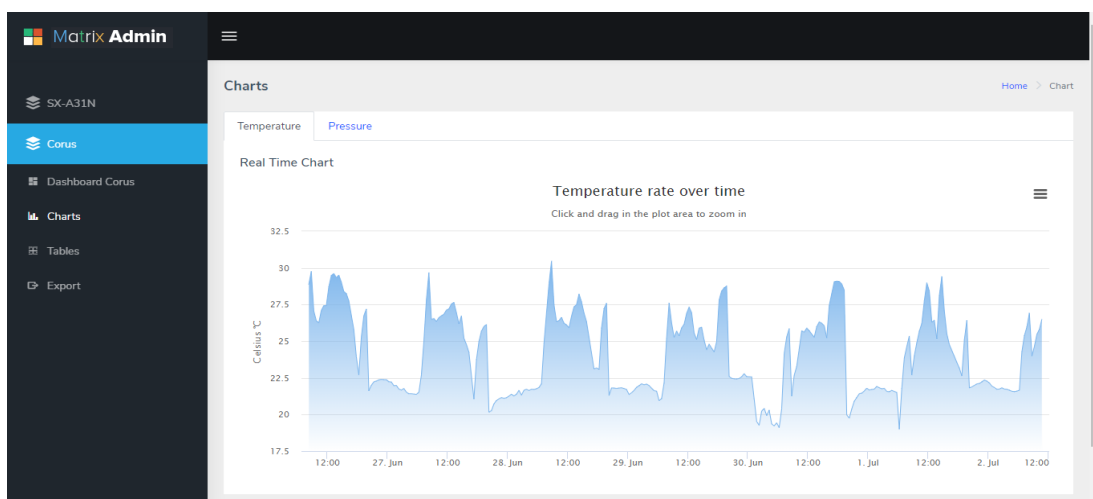 Matrix Admin
SX-A31N
Corus
Dashboard Corus
Charts
Tables
Export
Charts
Home > Chart
Temperature Pressure
Real Time Chart
Temperature rate over time
Click and drag in the plot area to zoom in
Celsius °C
32.5
30
27.5
25
22.5
20
17.5
12:00 27. Jun 12:00 28. Jun 12:00 29. Jun 12:00 30. Jun 12:00 1. Jul 12:00 2. Jul 12:00